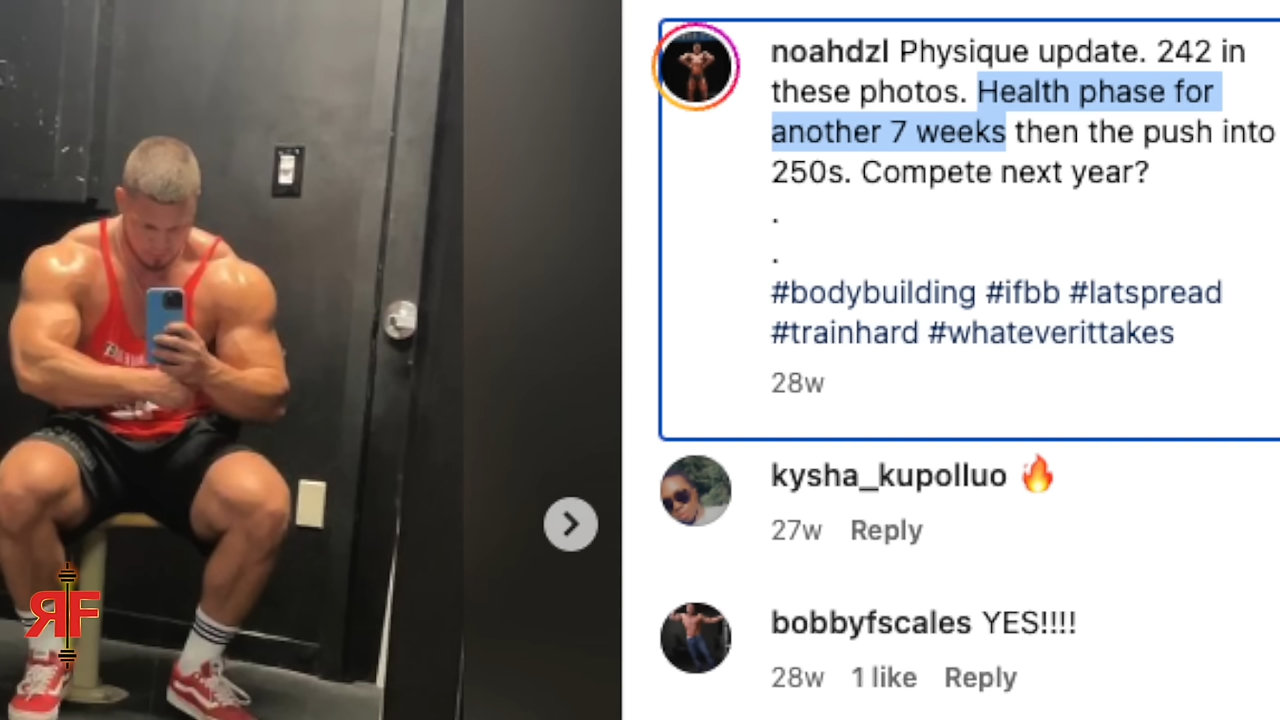 noahdzl Physique update. 242 in
these photos. Health phase for
another 7 weeks then the push into
250s. Compete next year?
.
.
#bodybuilding #ifbb #latspread
#trainhard #whateverittakes
28w
kysha_kupolluo 🔥
27w Reply
bobbyfscales YES!!!!
28w 1 like Reply
RF